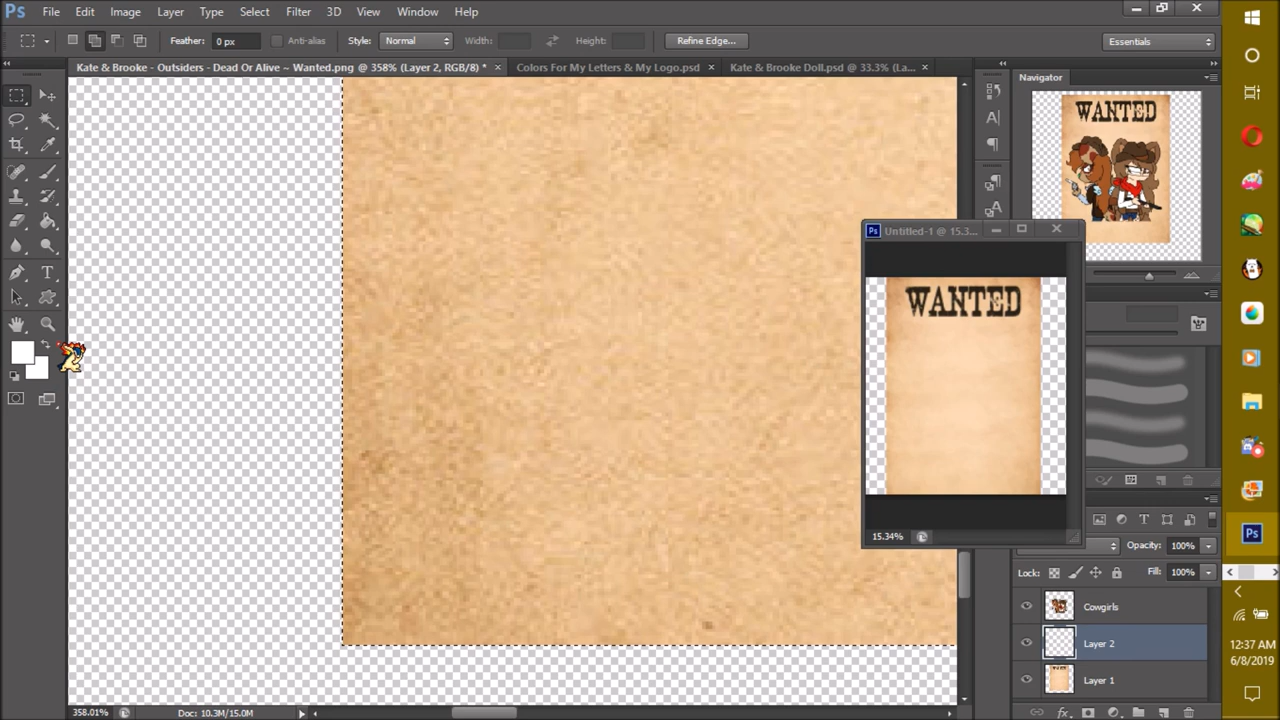 Ps File Edit Image Layer Type Select Filter 3D View Window Help
Feather: 0 px Anti-alias Style: Normal Width: Height: Refine Edge... Essentials
Kate & Brooke - Outsiders - Dead Or Alive ~ Wanted.png @ 358% (Layer 2, RGB/8) * × Colors For My Letters & My Logo.psd × Kate & Brooke Doll.psd @ 33.3% (La... ×
Navigator
WANTED
Ps Untitled-1 @ 15.3...
WANTED
15.34%
Opacity: 100%
Lock: Fill: 100%
Cowgirls
Layer 2
Layer 1
358.01% Doc: 10.3M/15.0M
Ps
12:37 AM
6/8/2019